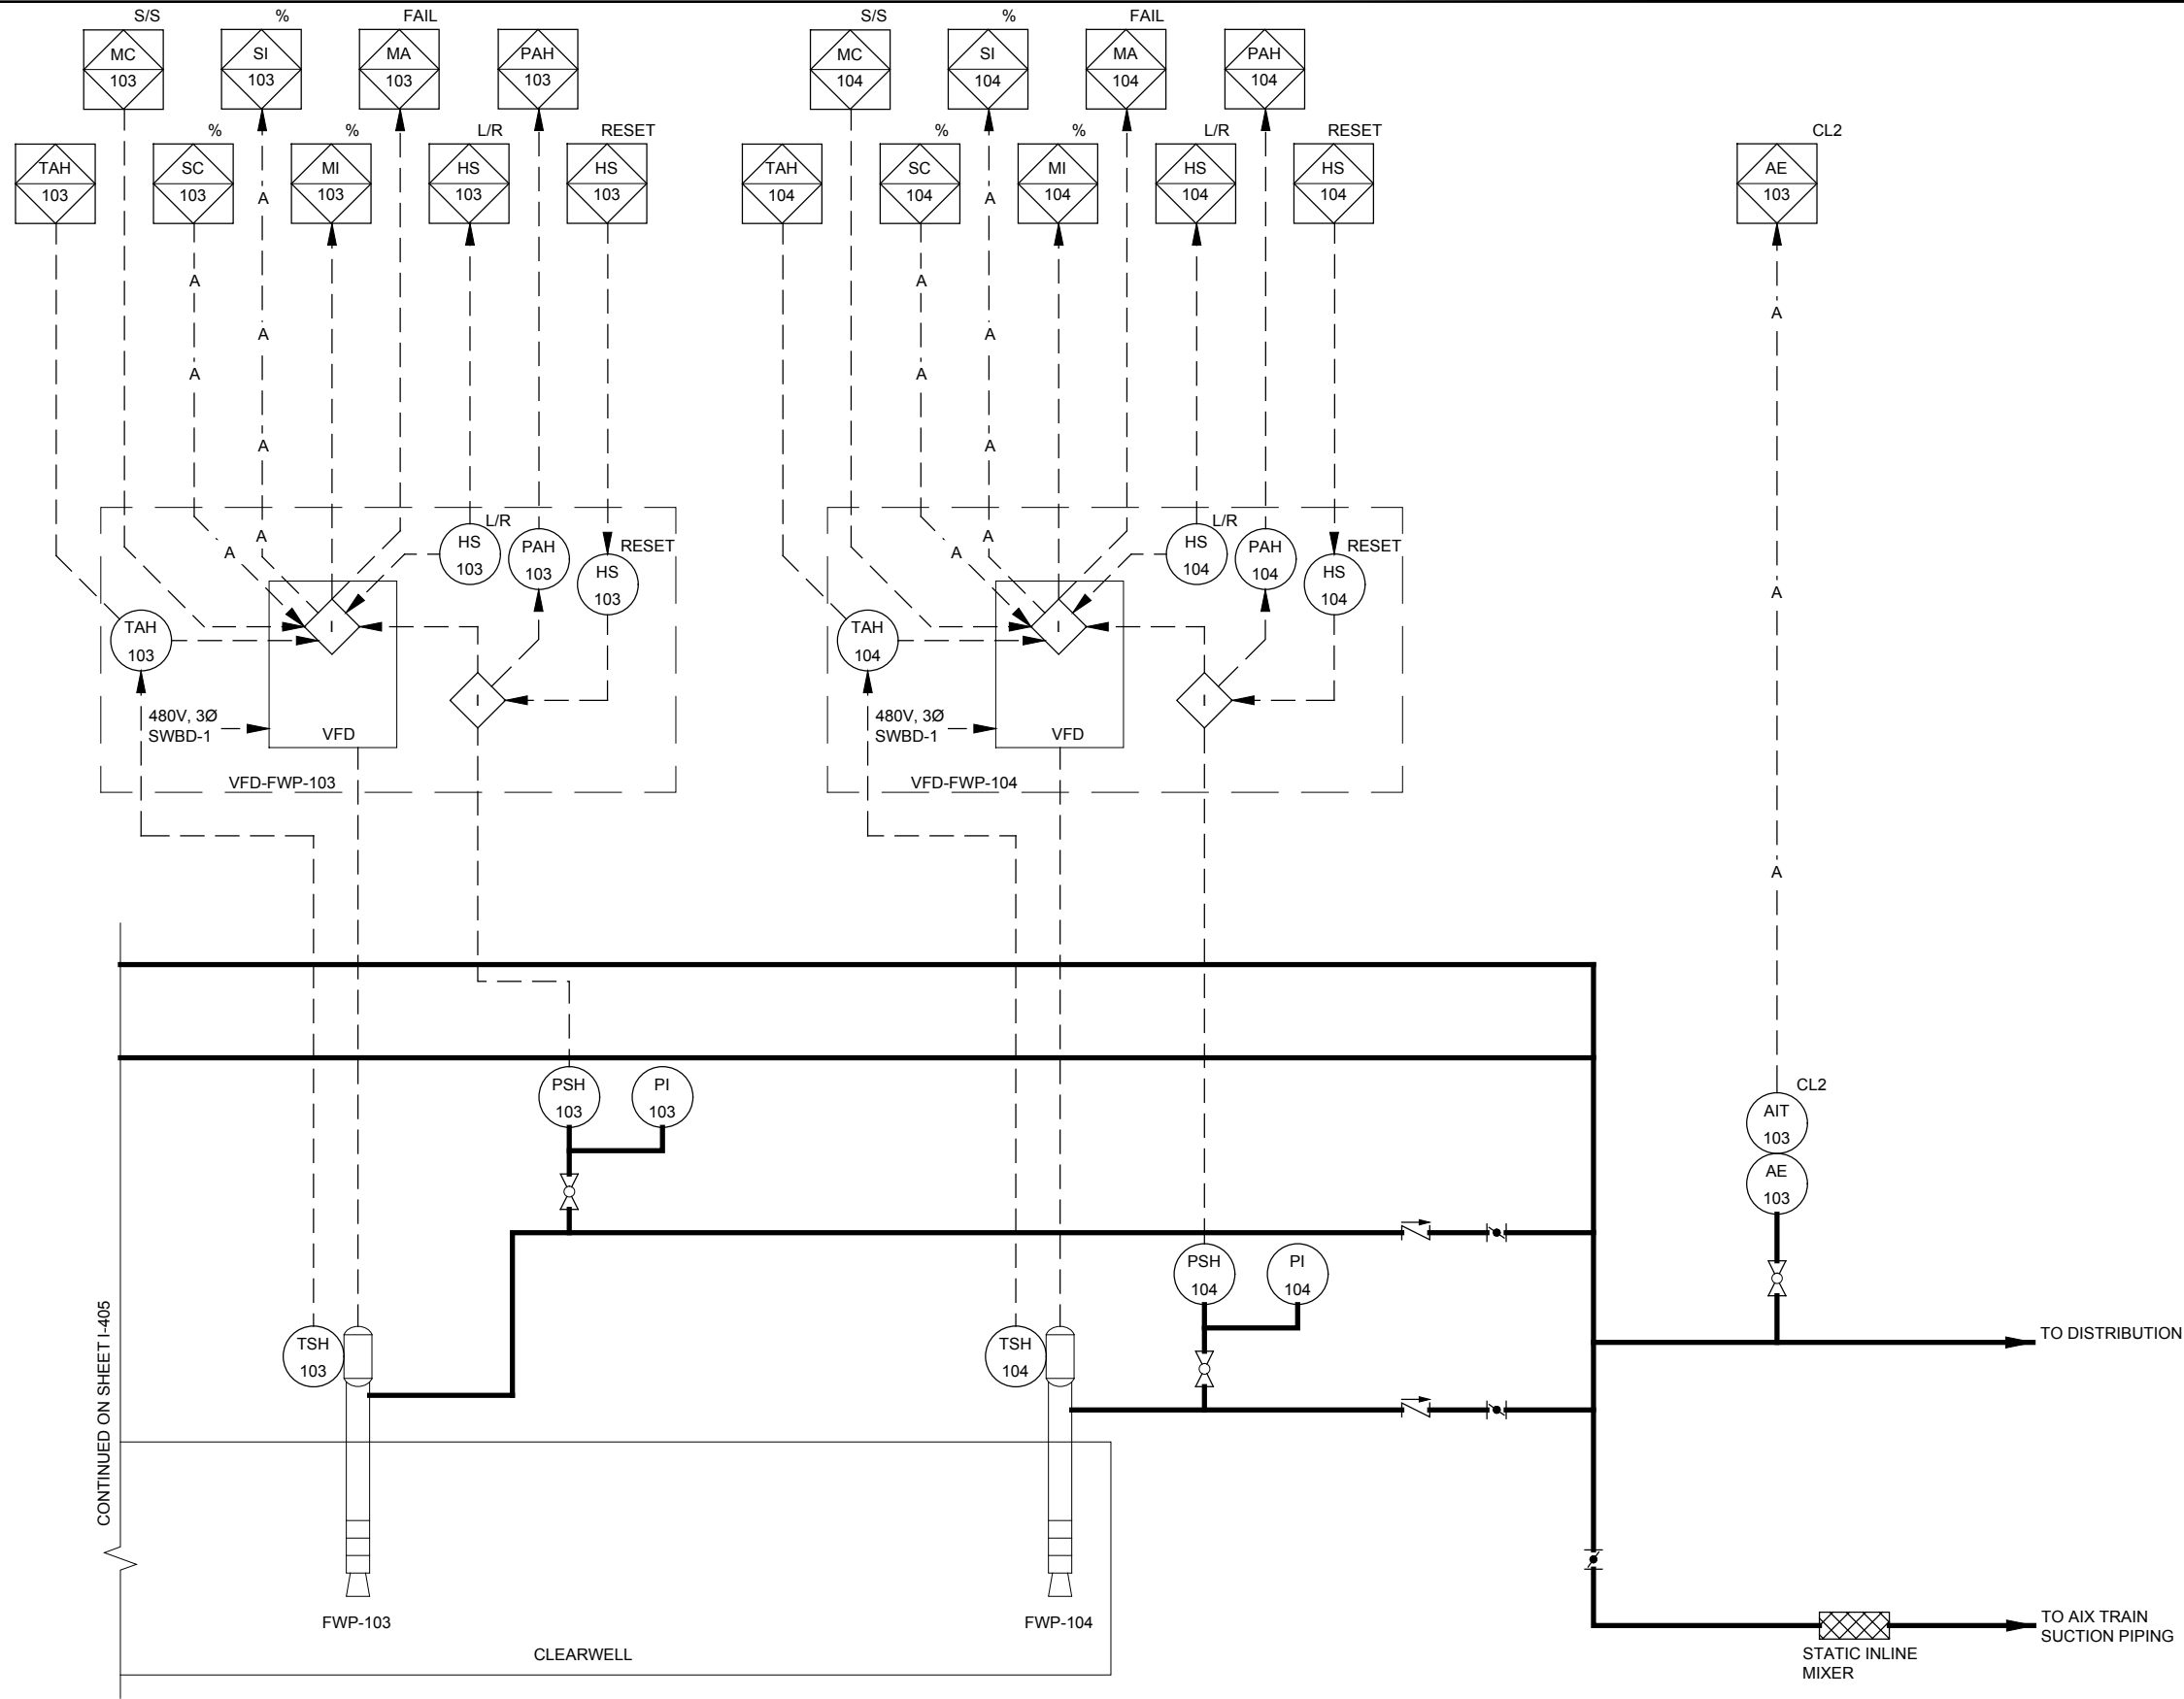 S/S
%
FAIL
S/S
%
FAIL
MC
103
SI
103
MA
103
PAH
103
MC
104
SI
104
MA
104
PAH
104
%
%
L/R
RESET
%
%
L/R
RESET
CL2
TAH
103
SC
103
MI
103
HS
103
HS
103
TAH
104
SC
104
MI
104
HS
104
HS
104
AE
103
A
A
A
A
A
A
A
A
A
A
A
L/R
HS
103
PAH
103
RESET
HS
103
A
A
TAH
103
I
I
480V, 3Ø
SWBD-1
VFD
VFD-FWP-103
L/R
HS
104
PAH
104
RESET
HS
104
A
A
TAH
104
I
I
480V, 3Ø
SWBD-1
VFD
VFD-FWP-104
A
A
PSH
103
PI
103
CL2
AIT
103
AE
103
PSH
104
PI
104
TSH
103
TSH
104
TO DISTRIBUTION
CONTINUED ON SHEET I-405
FWP-103
FWP-104
CLEARWELL
TO AIX TRAIN
SUCTION PIPING
STATIC INLINE
MIXER